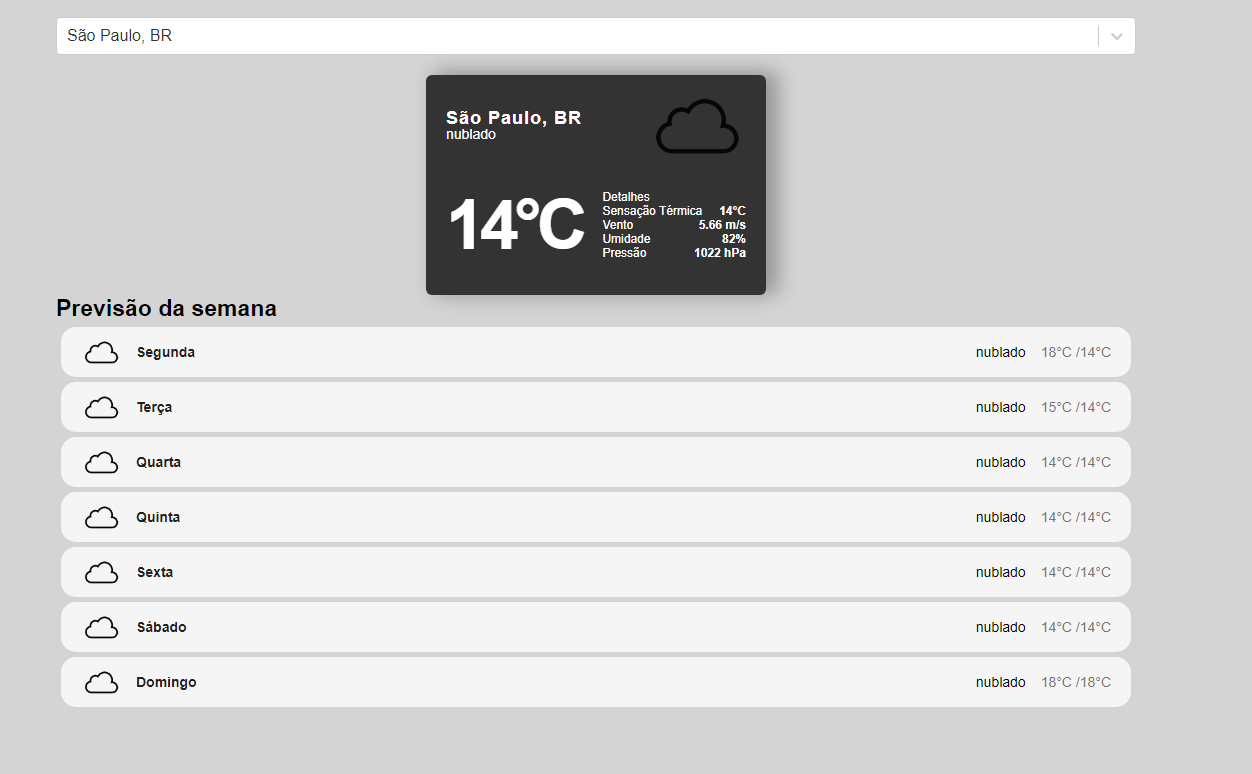 São Paulo, BR
São Paulo, BR
nublado
14°C
Detalhes
Sensação Térmica 14°C
Vento 5.66 m/s
Umidade 82%
Pressão 1022 hPa
Previsão da semana
Segunda nublado 18°C /14°C
Terça nublado 15°C /14°C
Quarta nublado 14°C /14°C
Quinta nublado 14°C /14°C
Sexta nublado 14°C /14°C
Sábado nublado 14°C /14°C
Domingo nublado 18°C /18°C